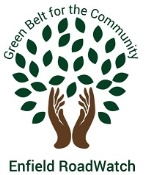 Green Belt for the Community
Enfield RoadWatch